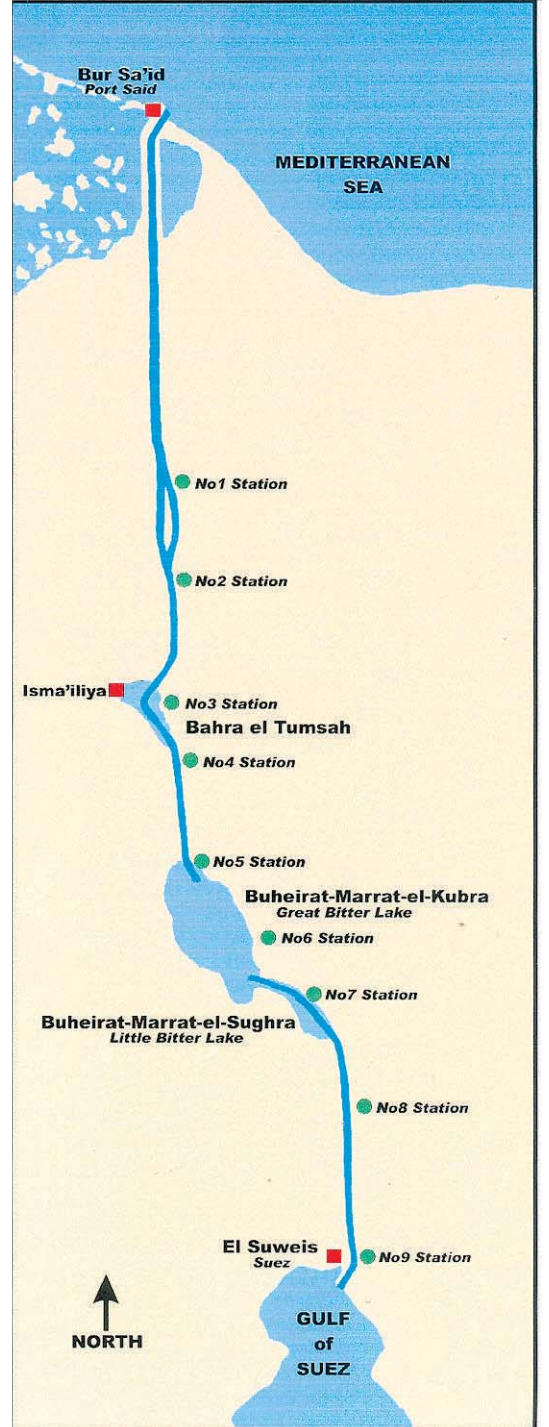 Bur Sa'id
Port Said
MEDITERRANEAN
SEA
No1 Station
No2 Station
Isma'iliya
No3 Station
Bahra el Tumsah
No4 Station
No5 Station
Buheirat-Marrat-el-Kubra
Great Bitter Lake
No6 Station
No7 Station
Buheirat-Marrat-el-Sughra
Little Bitter Lake
No8 Station
El Suweis
Suez
No9 Station
GULF
of
SUEZ
NORTH